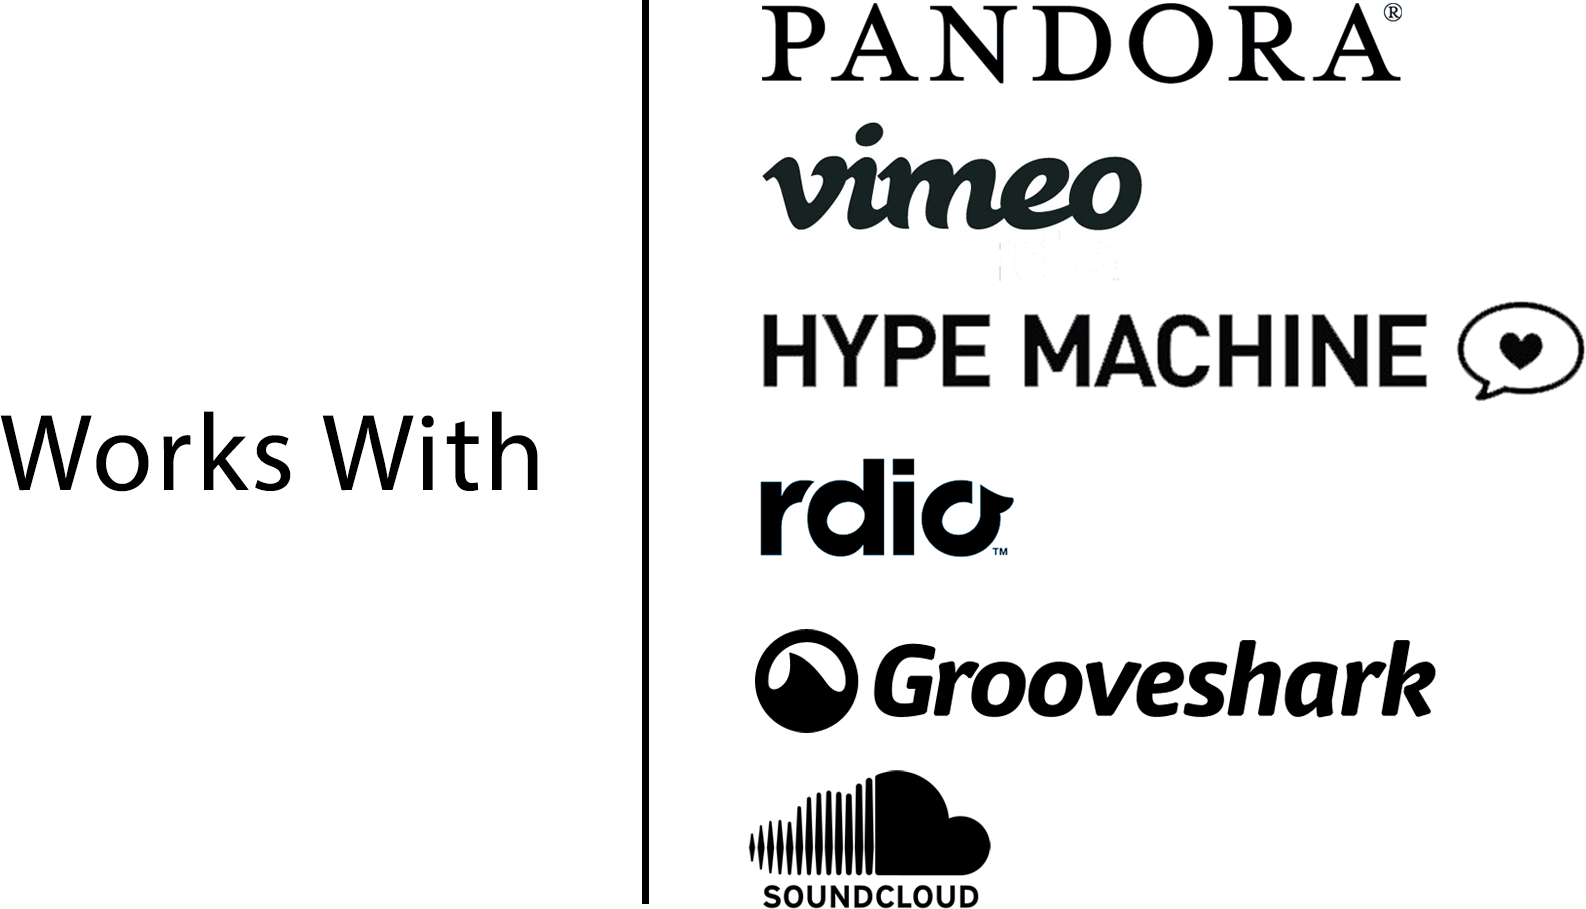 Works With
PANDORA®
vimeo
HYPE MACHINE
rdio™
Grooveshark
SOUNDCLOUD